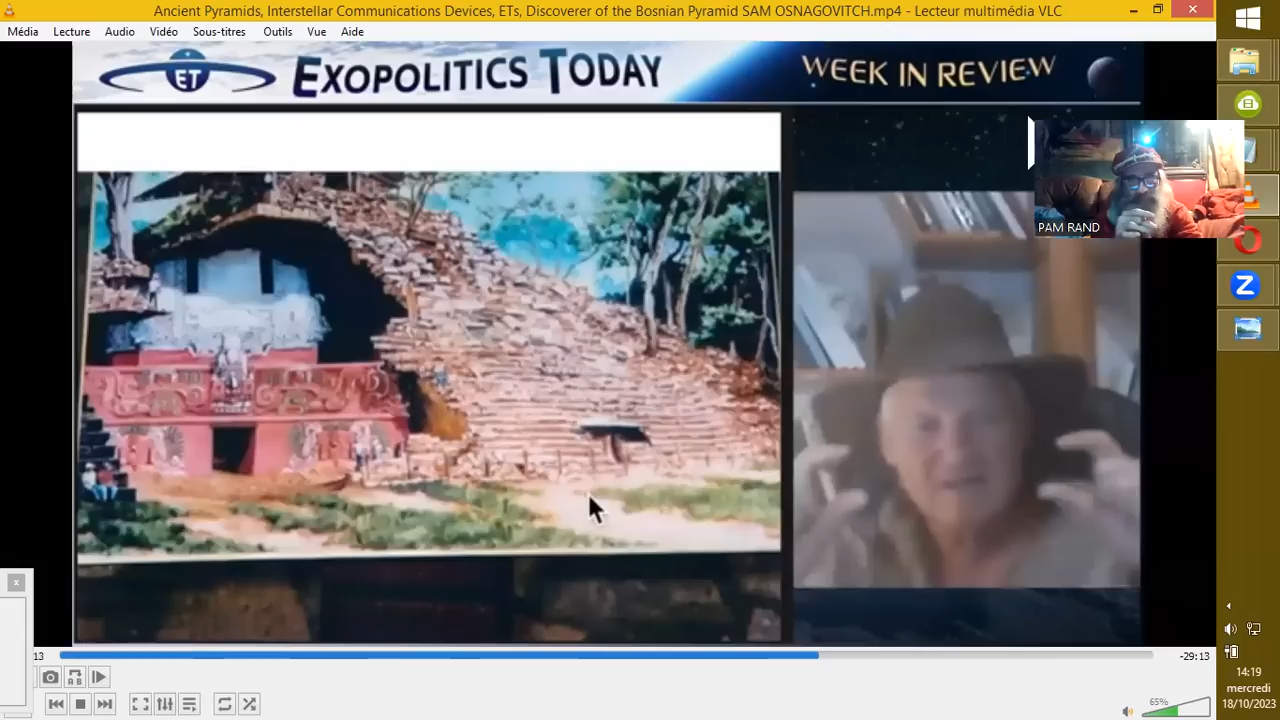 Ancient Pyramids, Interstellar Communications Devices, ETs, Discoverer of the Bosnian Pyramid SAM OSNAGOVITCH.mp4 - Lecteur multimédia VLC
Média Lecture Audio Vidéo Sous-titres Outils Vue Aide
ET EXOPOLITICS TODAY WEEK IN REVIEW
PAM RAND
Z
x
13 -29:13
A B
65%
14:19
mercredi
18/10/2023